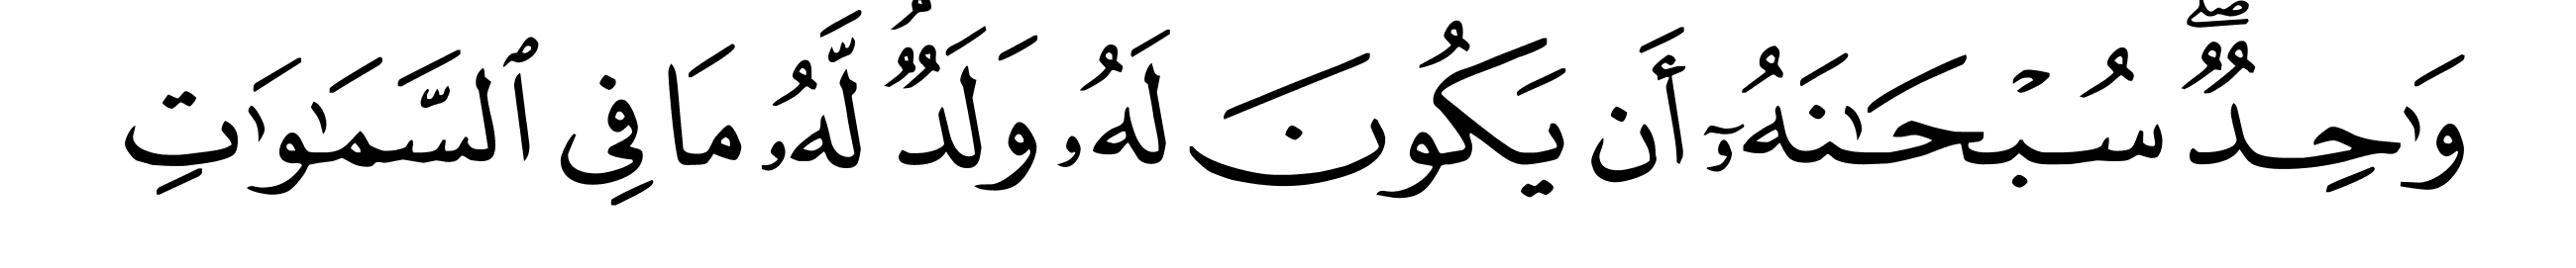 وَٰحِدٌۖ سُبْحَـٰنَهُۥٓ أَن يَكُونَ لَهُۥ وَلَدٌۘ لَّهُۥ مَا فِى ٱلسَّمَـٰوَٰتِ